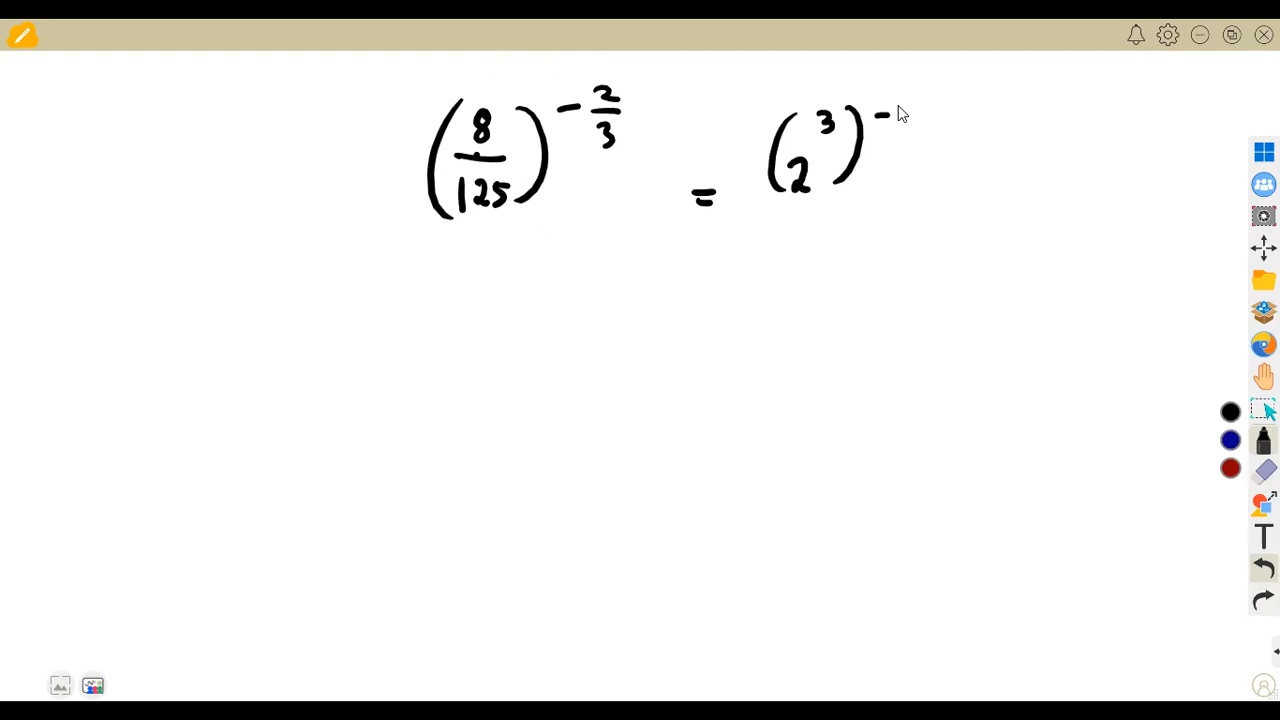 (8/125)^(-2/3) = (2^3)^-
T